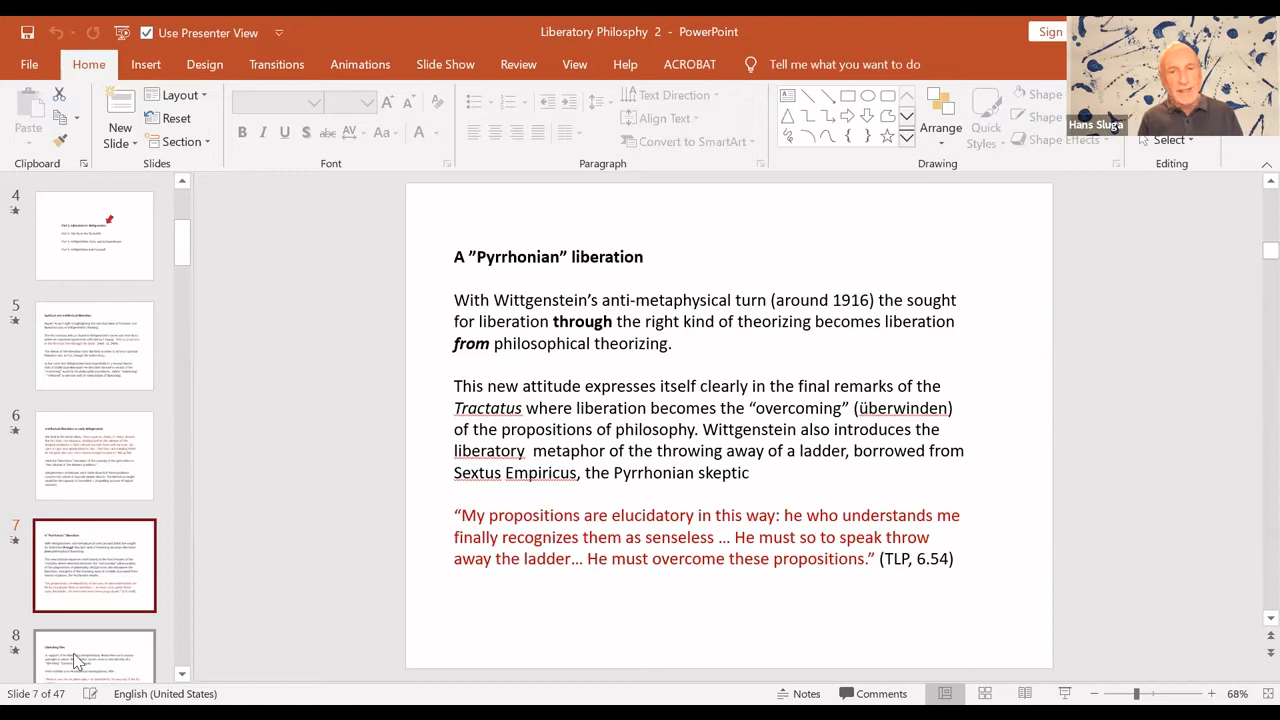 Use Presenter View
Liberatory Philosphy 2 - PowerPoint
Sign
File Home Insert Design Transitions Animations Slide Show Review View Help ACROBAT Tell me what you want to do
Paste
New Slide
Layout
Reset
Section
Text Direction
Align Text
Convert to SmartArt
Arrange
Quick Styles
Shape
Shape
Shape Effects
Select
Hans Sluga
Clipboard Slides Font Paragraph Drawing Editing
4
5
6
7
8
A ”Pyrrhonian” liberation
With Wittgenstein’s anti-metaphysical turn (around 1916) the sought
for liberation through the right kind of theorizing becomes liberation
from philosophical theorizing.
This new attitude expresses itself clearly in the final remarks of the
Tractatus where liberation becomes the “overcoming” (überwinden)
of the propositions of philosophy. Wittgenstein also introduces the
liberatory metaphor of the throwing away of a ladder, borrowed from
Sextus Empiricus, the Pyrrhonian skeptic
“My propositions are elucidatory in this way: he who understands me
finally recognizes them as senseless … He must so to speak throw
away the ladder… He must overcome these propositions.” (TLP, 6.54)
Slide 7 of 47 English (United States) Notes Comments 68%